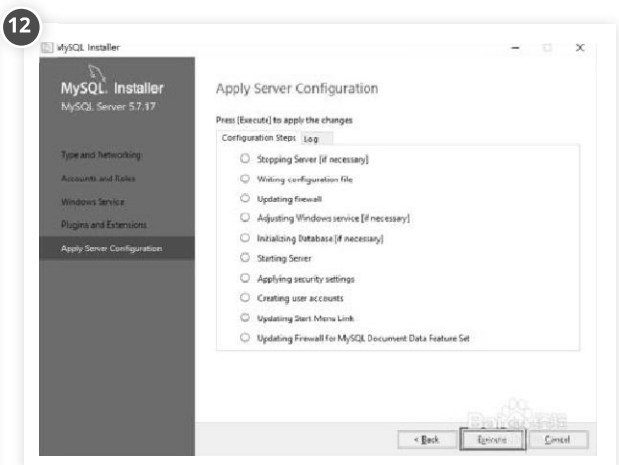 12
MySQL Installer
MySQL. Installer
MySQL Server 5.7.17
Type and Networking
Accounts and Roles
Windows Service
Plugins and Extensions
Apply Server Configuration
Apply Server Configuration
Press [Execute] to apply the changes
Configuration Steps Log
Stopping Server [if necessary]
Writing configuration file
Updating firewall
Adjusting Windows service [if necessary]
Initializing Database [if necessary]
Starting Server
Applying security settings
Creating user accounts
Updating Start Menu Link
Updating Firewall for MySQL Document Data Feature Set
< Back Execute Cancel